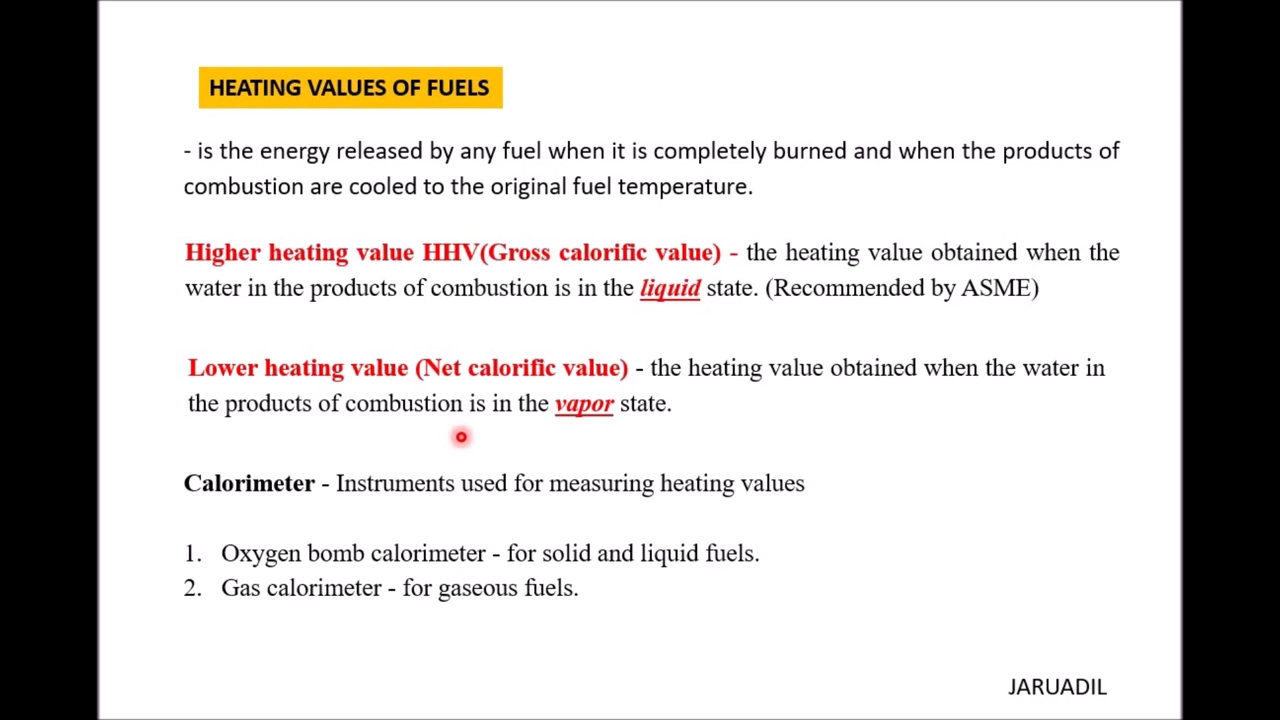 HEATING VALUES OF FUELS
- is the energy released by any fuel when it is completely burned and when the products of
combustion are cooled to the original fuel temperature.
Higher heating value HHV(Gross calorific value) - the heating value obtained when the
water in the products of combustion is in the liquid state. (Recommended by ASME)
Lower heating value (Net calorific value) - the heating value obtained when the water in
the products of combustion is in the vapor state.
Calorimeter - Instruments used for measuring heating values
1. Oxygen bomb calorimeter - for solid and liquid fuels.
2. Gas calorimeter - for gaseous fuels.
JARUADIL